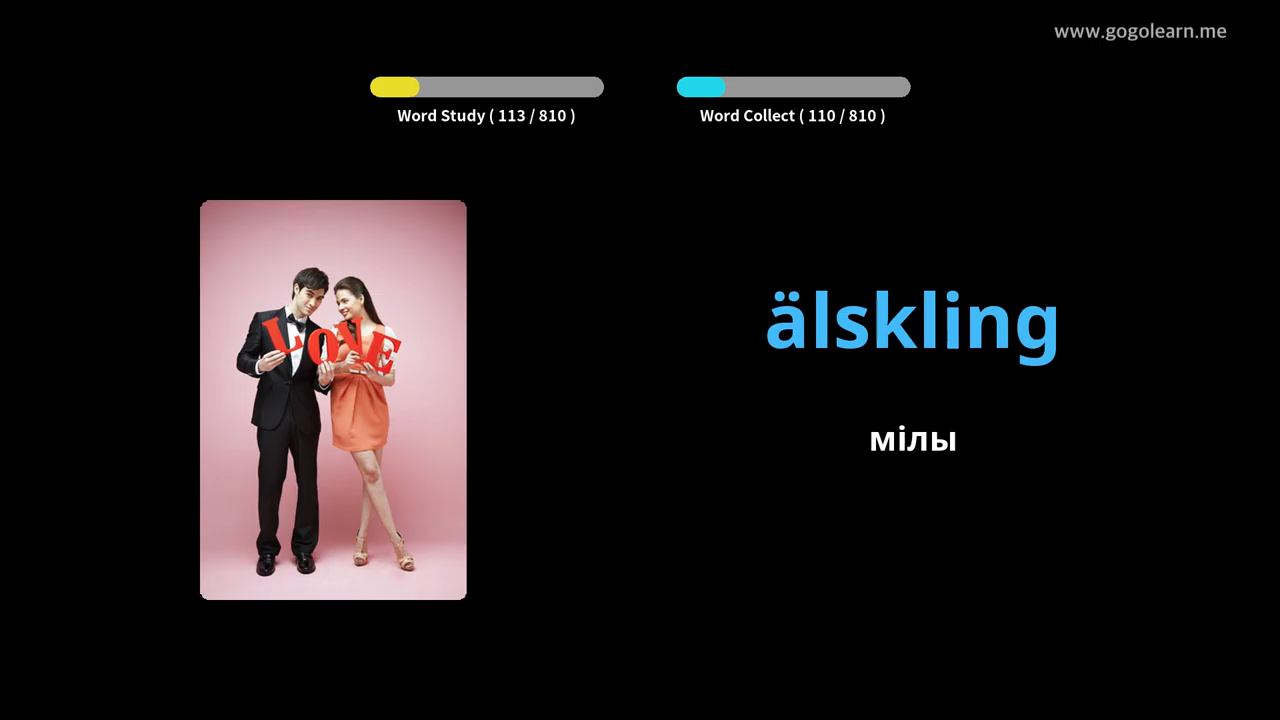 www.gogolearn.me
Word Study ( 113 / 810 )
Word Collect ( 110 / 810 )
LOVE
älskling
мілы